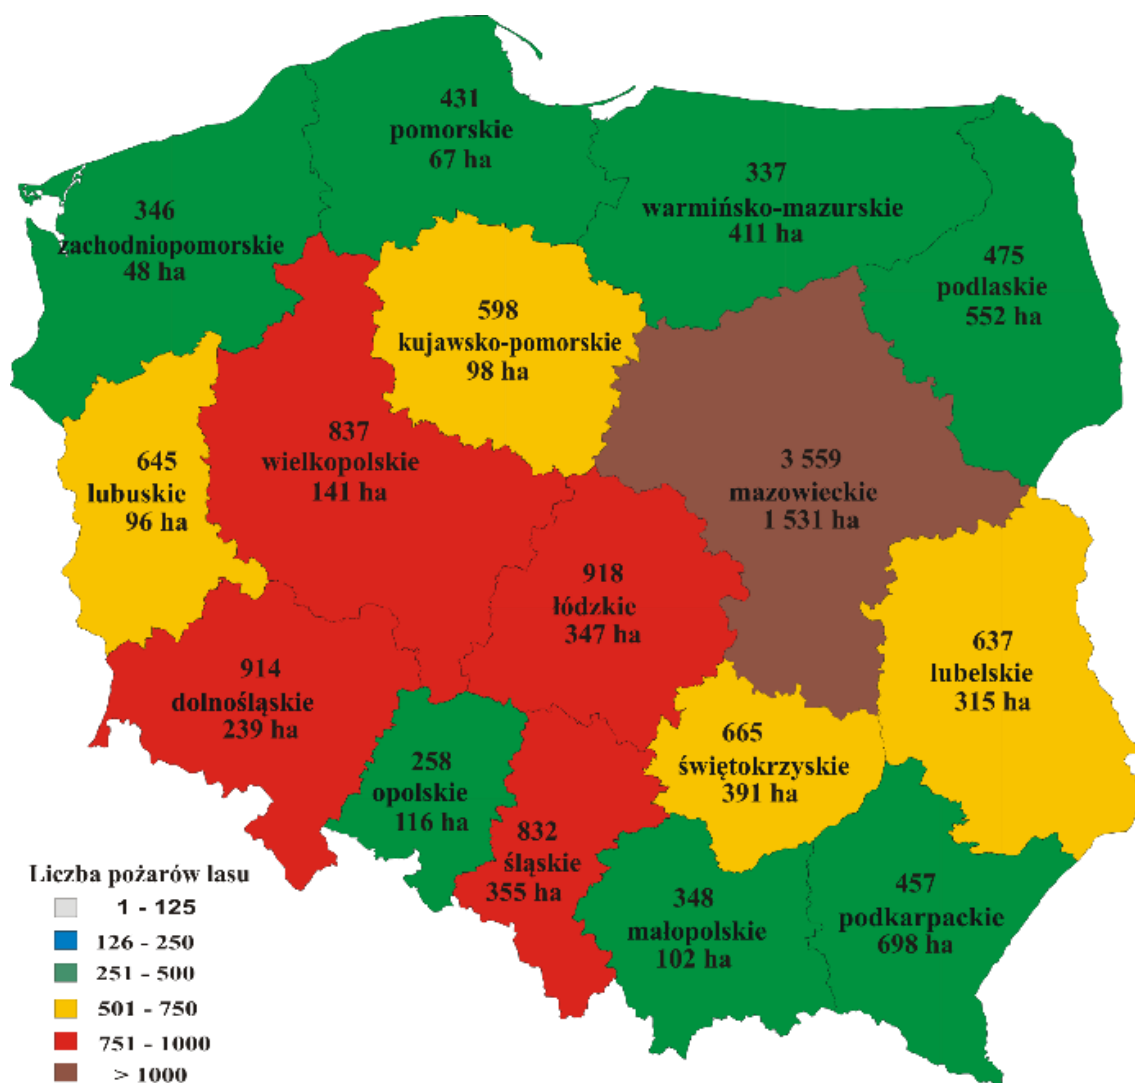 431
pomorskie
67 ha
337
warmińsko-mazurskie
411 ha
346
zachodniopomorskie
48 ha
475
podlaskie
552 ha
598
kujawsko-pomorskie
98 ha
837
wielkopolskie
141 ha
645
lubuskie
96 ha
3 559
mazowieckie
1 531 ha
918
łódzkie
347 ha
914
dolnośląskie
239 ha
637
lubelskie
315 ha
665
świętokrzyskie
391 ha
258
opolskie
116 ha
832
śląskie
355 ha
348
małopolskie
102 ha
457
podkarpackie
698 ha
Liczba pożarów lasu
1 - 125
126 - 250
251 - 500
501 - 750
751 - 1000
> 1000